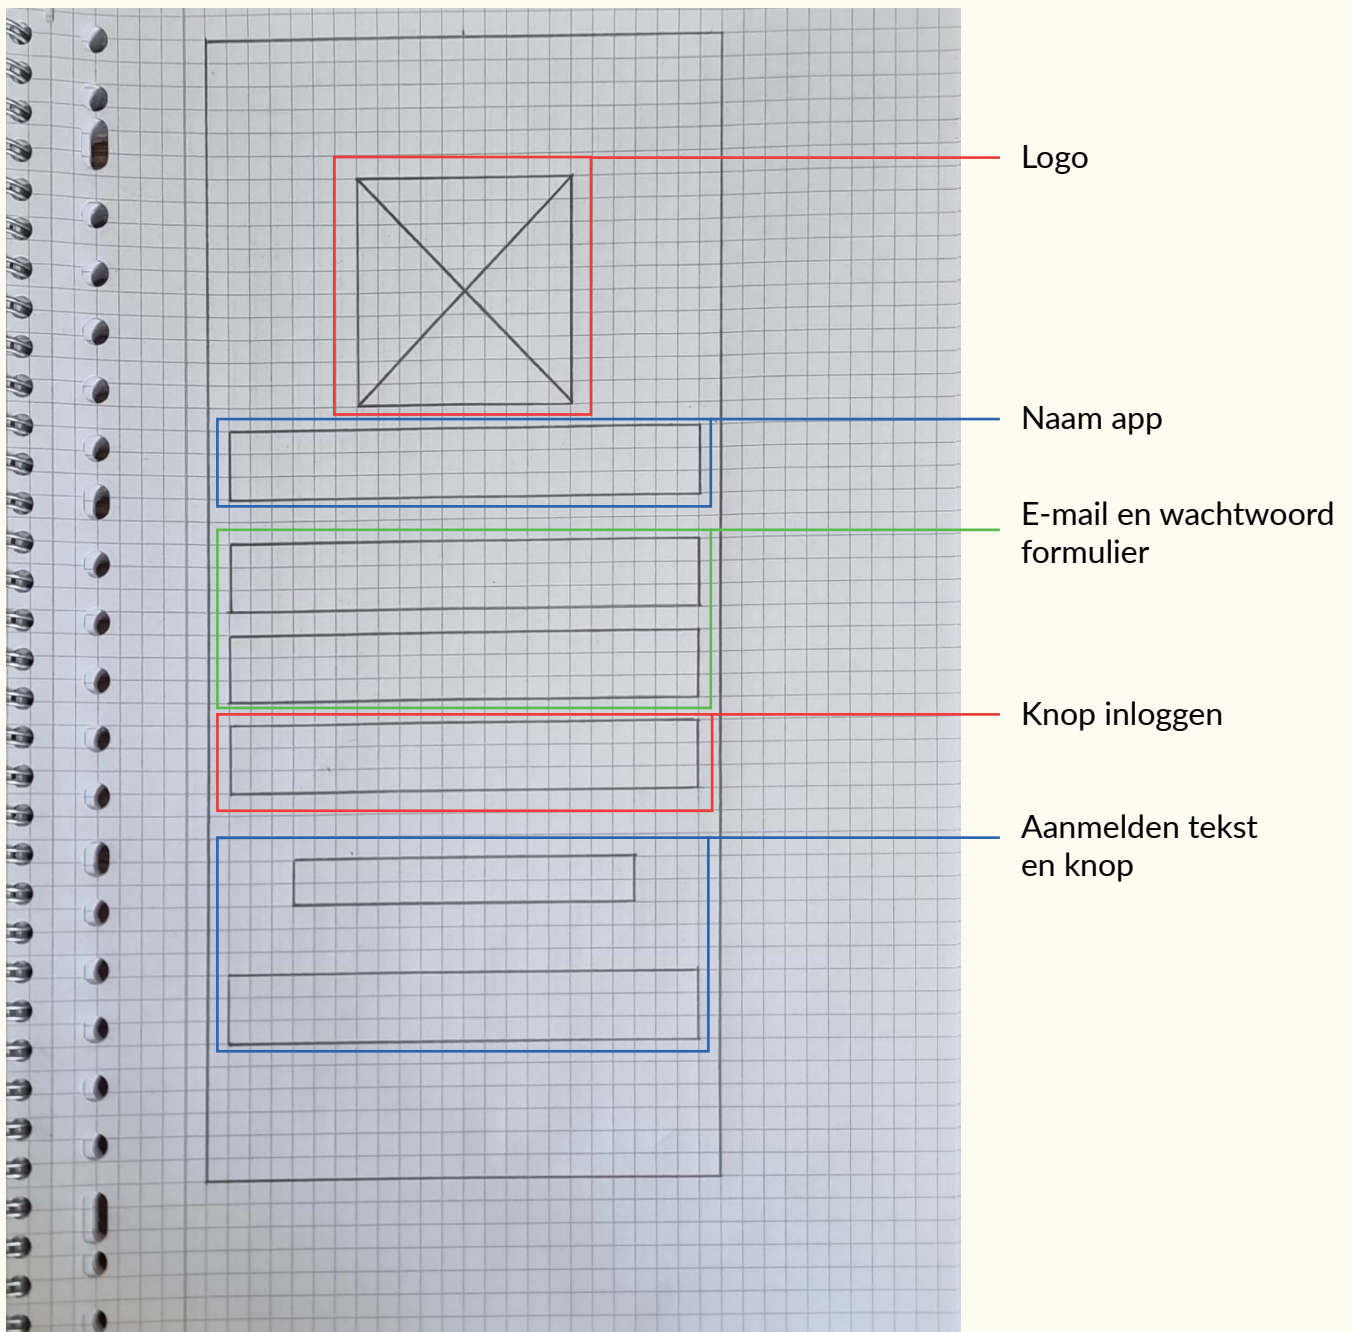 Logo
Naam app
E-mail en wachtwoord
formulier
Knop inloggen
Aanmelden tekst
en knop